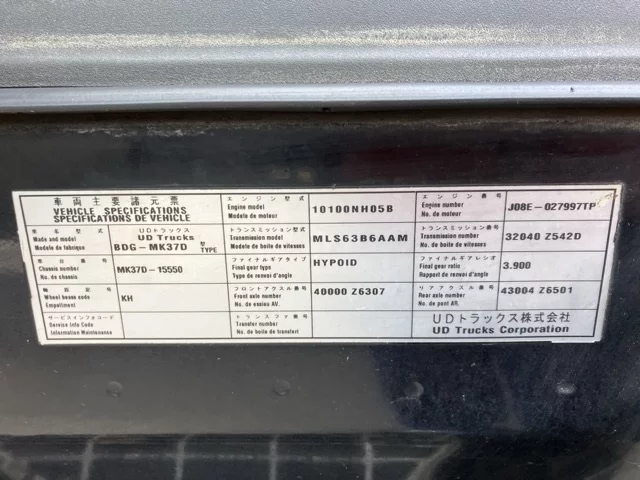 車両主要諸元票
VEHICLE SPECIFICATIONS
SPECIFICATIONS DE VEHICLE
エンジン型式
Engine model
Modele de moteur
10100NH05B
エンジン番号
Engine number
No. de moteur
J08E-027997TP
車名型式
Made and model
Modele de fabrique
UDトラックス
UD Trucks
BDG-MK37D 型 TYPE
トランスミッション型式
Transmission model
Modele de boite de vitesses
MLS63B6AAM
トランスミッション番号
Transmission number
No. de boite de vitesses
32040 Z542D
車台番号
Chassis number
No. de chassis
MK37D-15550
ファイナルギアタイプ
Final gear type
Type de renvoi d'angle
HYPOID
ファイナルギアレシオ
Final gear ratio
Rapport de renvoi d'angle
3.900
軸距記号
Wheel bease code
Empattement
KH
フロントアクスル番号
Front axle number
No. de essieu AV.
40000 Z6307
リアアクスル番号
Rear axle number
No. de pont AR.
43004 Z6501
サービスインフォコード
Service Info Code
Information Maintenance
トランスファ番号
Transfer number
No. de boite de transfert
UDトラックス株式会社
UD Trucks Corporation